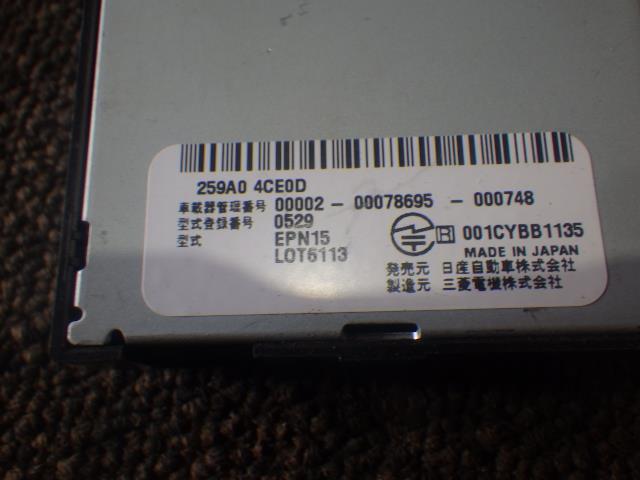 259A0 4CE0D
車載器管理番号 00002-00078695-000748
型式登録番号 0529
型式 EPN15
LOT6113
R 001CYBB1135
MADE IN JAPAN
発売元 日産自動車株式会社
製造元 三菱電機株式会社